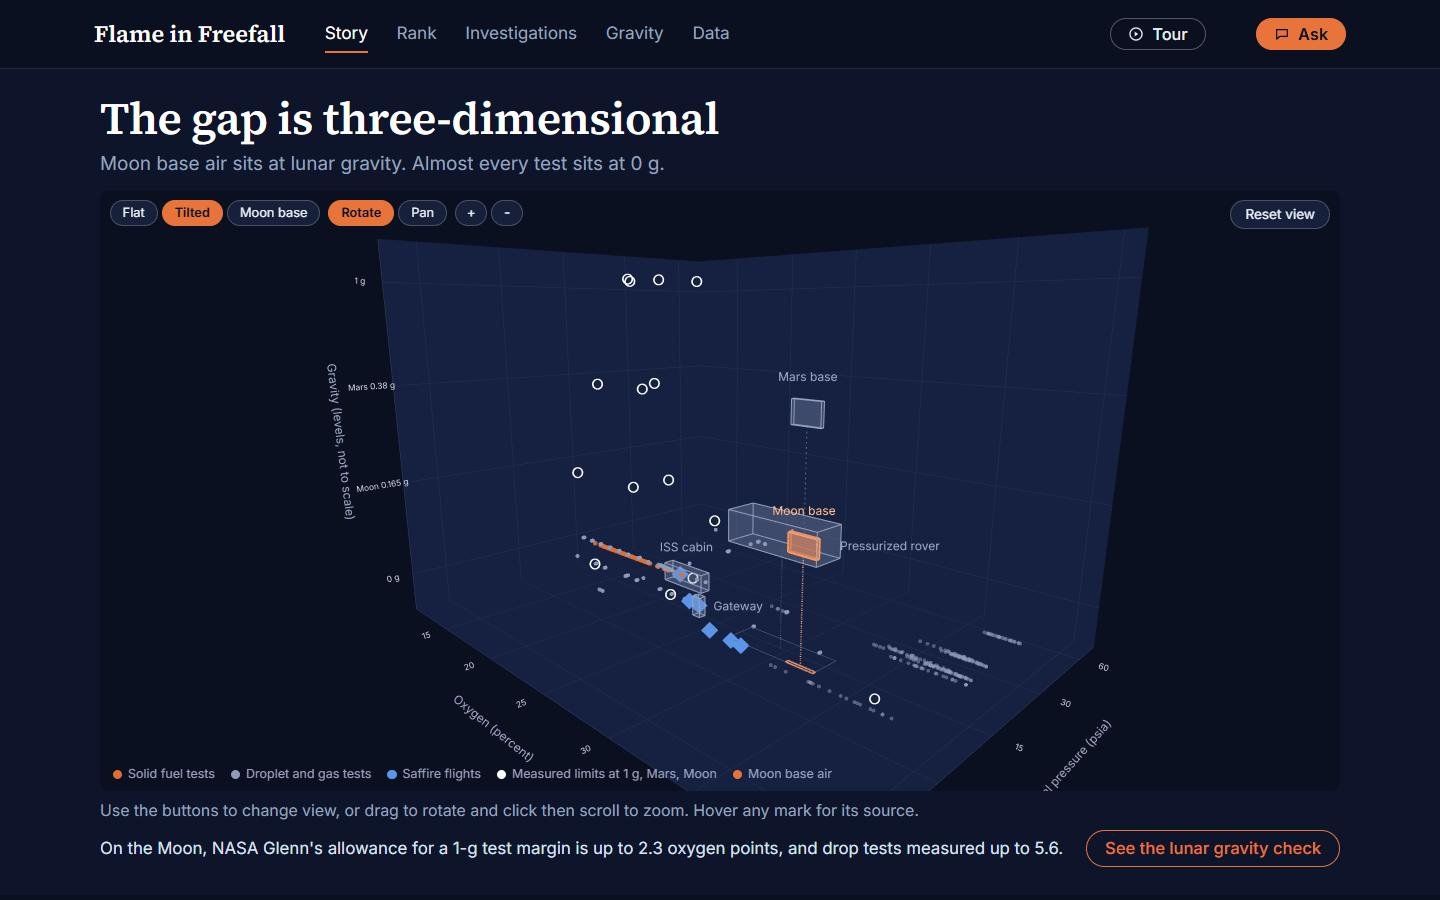 Flame in Freefall
Story
Rank
Investigations
Gravity
Data
Tour
Ask
The gap is three-dimensional
Moon base air sits at lunar gravity. Almost every test sits at 0 g.
Flat
Tilted
Moon base
Rotate
Pan
+
-
Reset view
1 g
Mars 0.38 g
Moon 0.165 g
0 g
Gravity (levels, not to scale)
Mars base
Moon base
Pressurized rover
ISS cabin
Gateway
15
20
25
30
Oxygen (percent)
60
30
15
pressure (psia)
Solid fuel tests
Droplet and gas tests
Saffire flights
Measured limits at 1 g, Mars, Moon
Moon base air
Use the buttons to change view, or drag to rotate and click then scroll to zoom. Hover any mark for its source.
On the Moon, NASA Glenn's allowance for a 1-g test margin is up to 2.3 oxygen points, and drop tests measured up to 5.6.
See the lunar gravity check